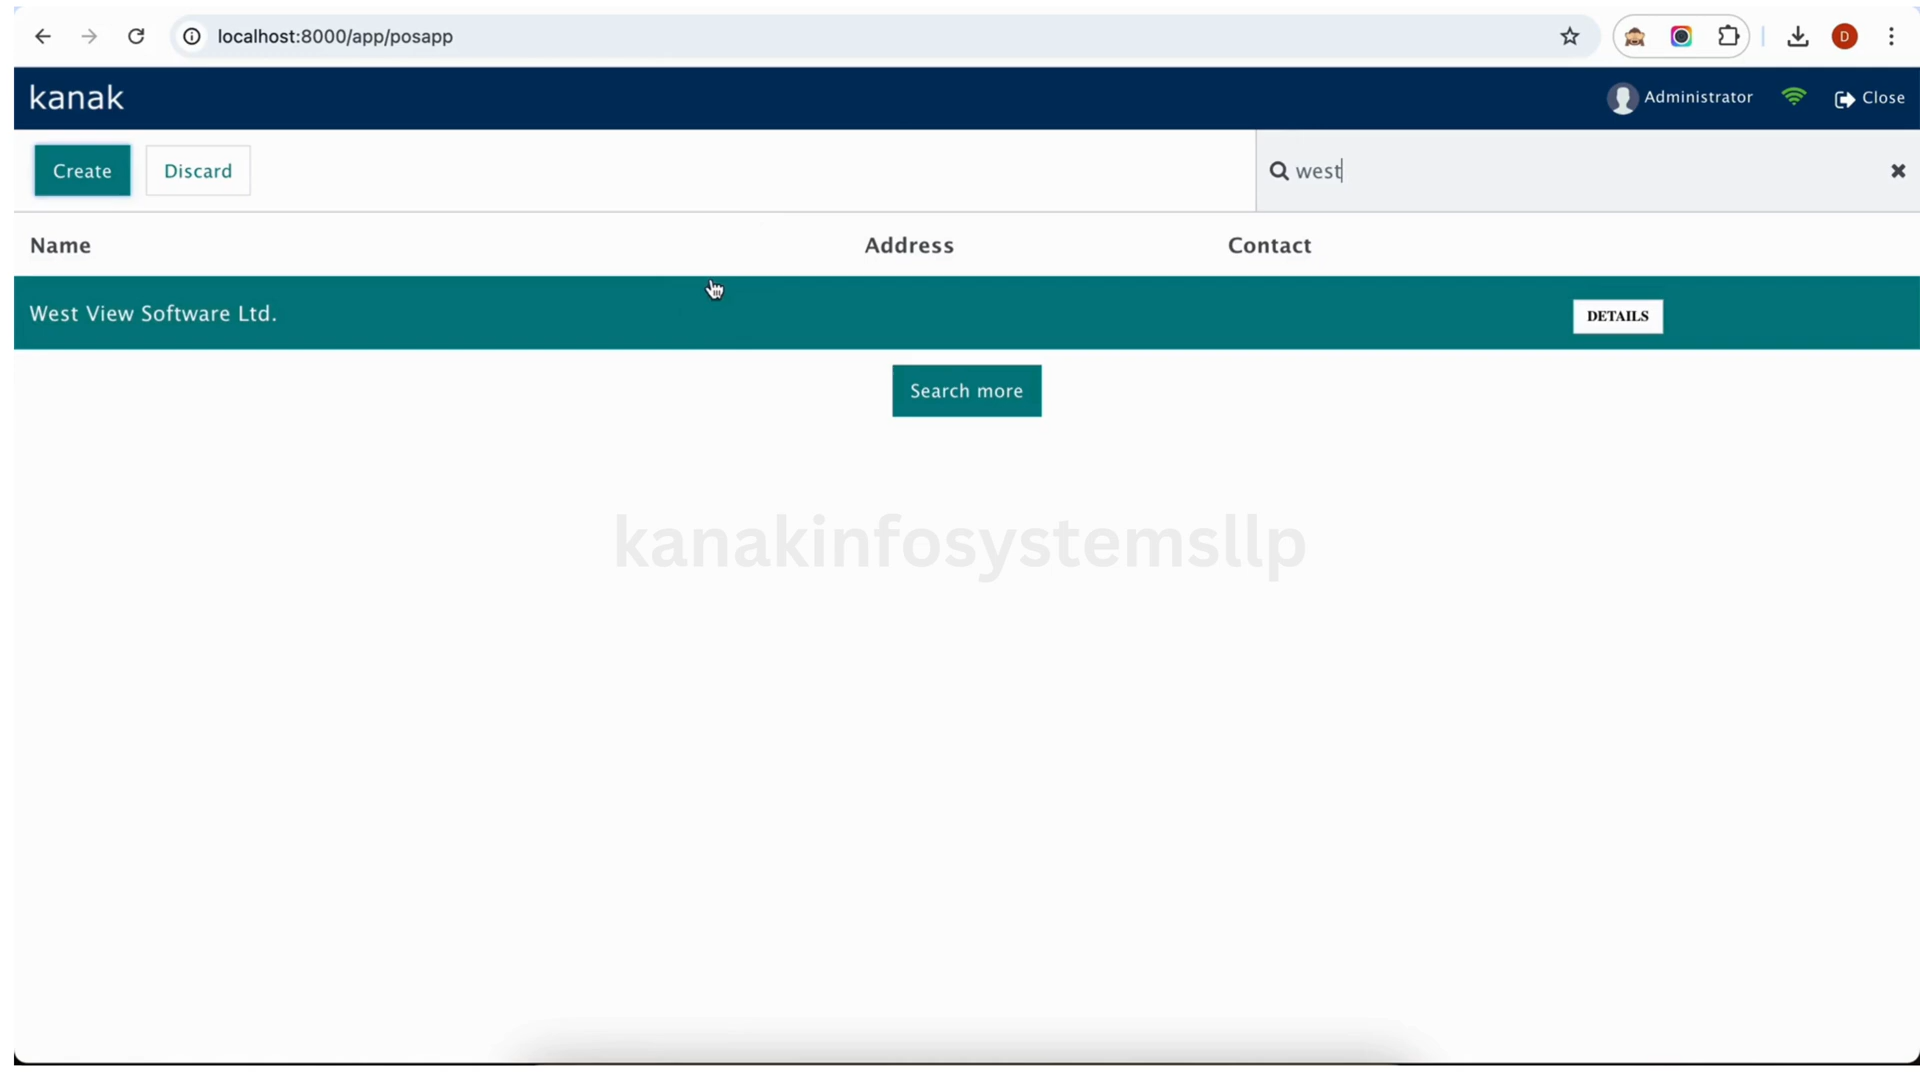 localhost:8000/app/posapp
D
kanak
Administrator
Close
Create
Discard
west
Name
Address
Contact
West View Software Ltd.
DETAILS
Search more
kanakinfosystemsllp